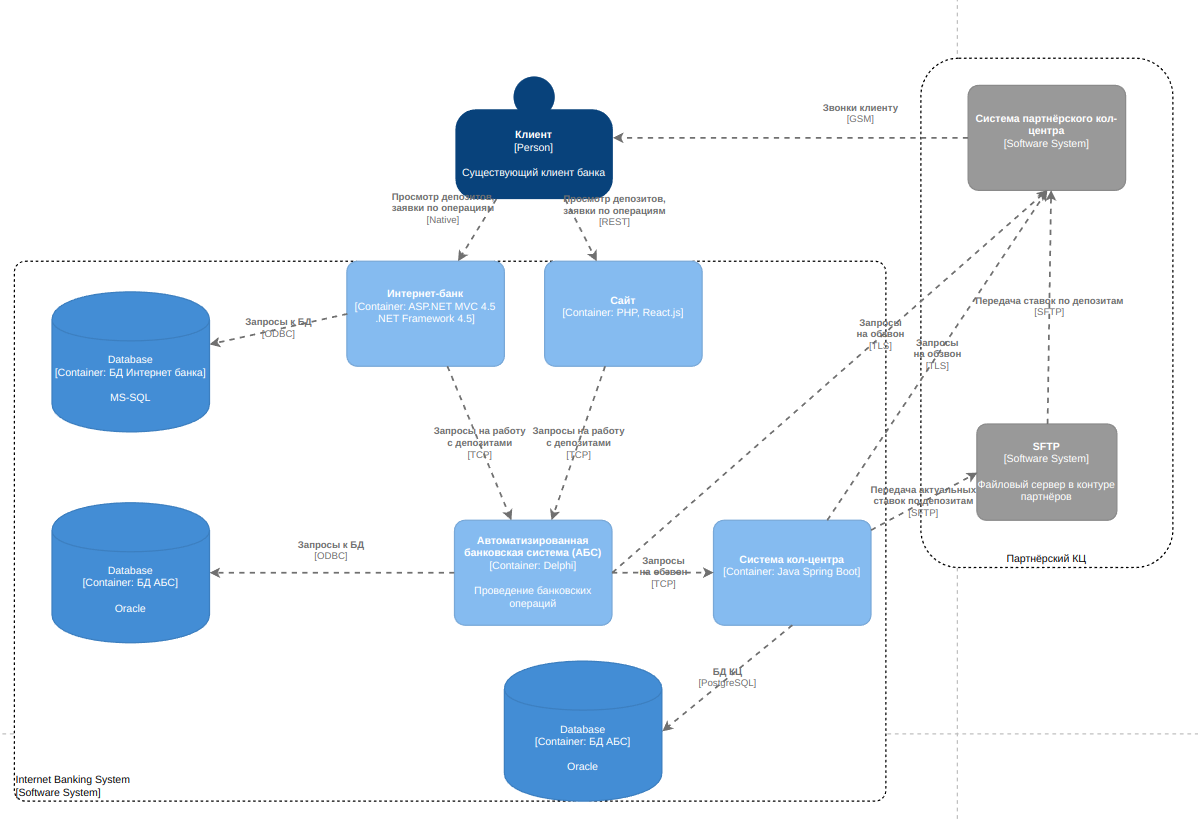 Клиент
[Person]
Существующий клиент банка
Звонки клиенту
[GSM]
Система партнёрского кол-
центра
[Software System]
Просмотр депозитов,
заявки по операциям
[Native]
Просмотр депозитов,
заявки по операциям
[REST]
Интернет-банк
[Container: ASP.NET MVC 4.5
.NET Framework 4.5]
Сайт
[Container: PHP, React.js]
Запросы к БД
[ODBC]
Database
[Container: БД Интернет банка]
MS-SQL
Передача ставок по депозитам
[SFTP]
Запросы
на обзвон
[TLS]
Запросы
на обзвон
[TLS]
Запросы на работу
с депозитами
[TCP]
Запросы на работу
с депозитами
[TCP]
SFTP
[Software System]
Файловый сервер в контуре
партнёров
Передача актуальных
ставок по депозитам
[SFTP]
Партнёрский КЦ
Database
[Container: БД АБС]
Oracle
Запросы к БД
[ODBC]
Автоматизированная
банковская система (АБС)
[Container: Delphi]
Проведение банковских
операций
Запросы
на обзвон
[TCP]
Система кол-центра
[Container: Java Spring Boot]
БД КЦ
[PostgreSQL]
Database
[Container: БД АБС]
Oracle
Internet Banking System
[Software System]